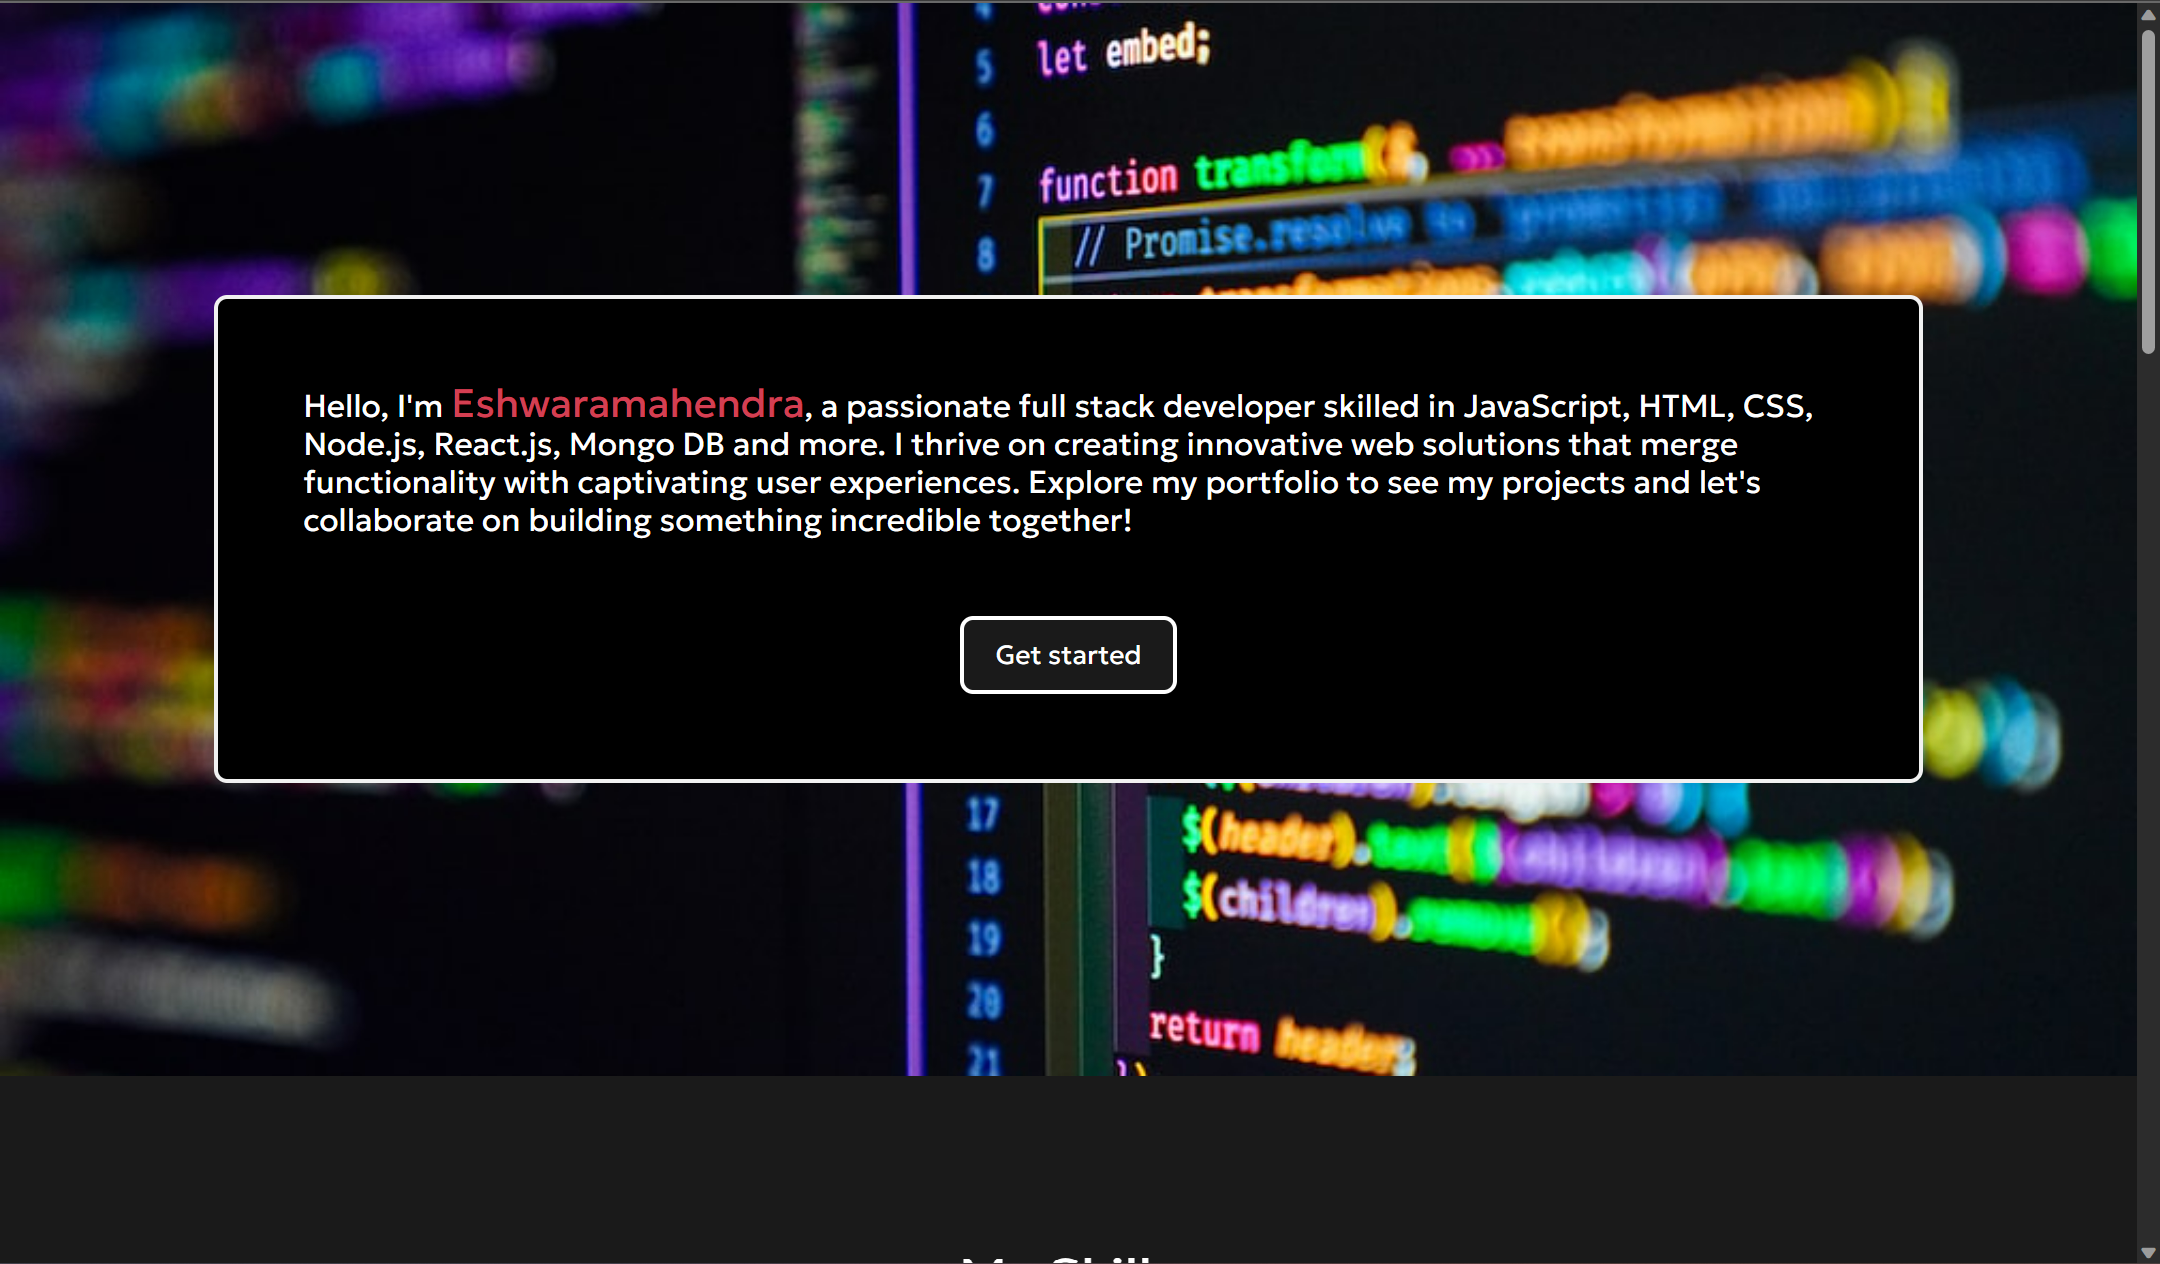 4
5
let embed;
6
7
function transform
8
// Promise.resolve
Hello, I'm Eshwaramahendra, a passionate full stack developer skilled in JavaScript, HTML, CSS,
Node.js, React.js, Mongo DB and more. I thrive on creating innovative web solutions that merge
functionality with captivating user experiences. Explore my portfolio to see my projects and let's
collaborate on building something incredible together!
Get started
17
$(header).
18
$(children).
19
}
20
return header;
21